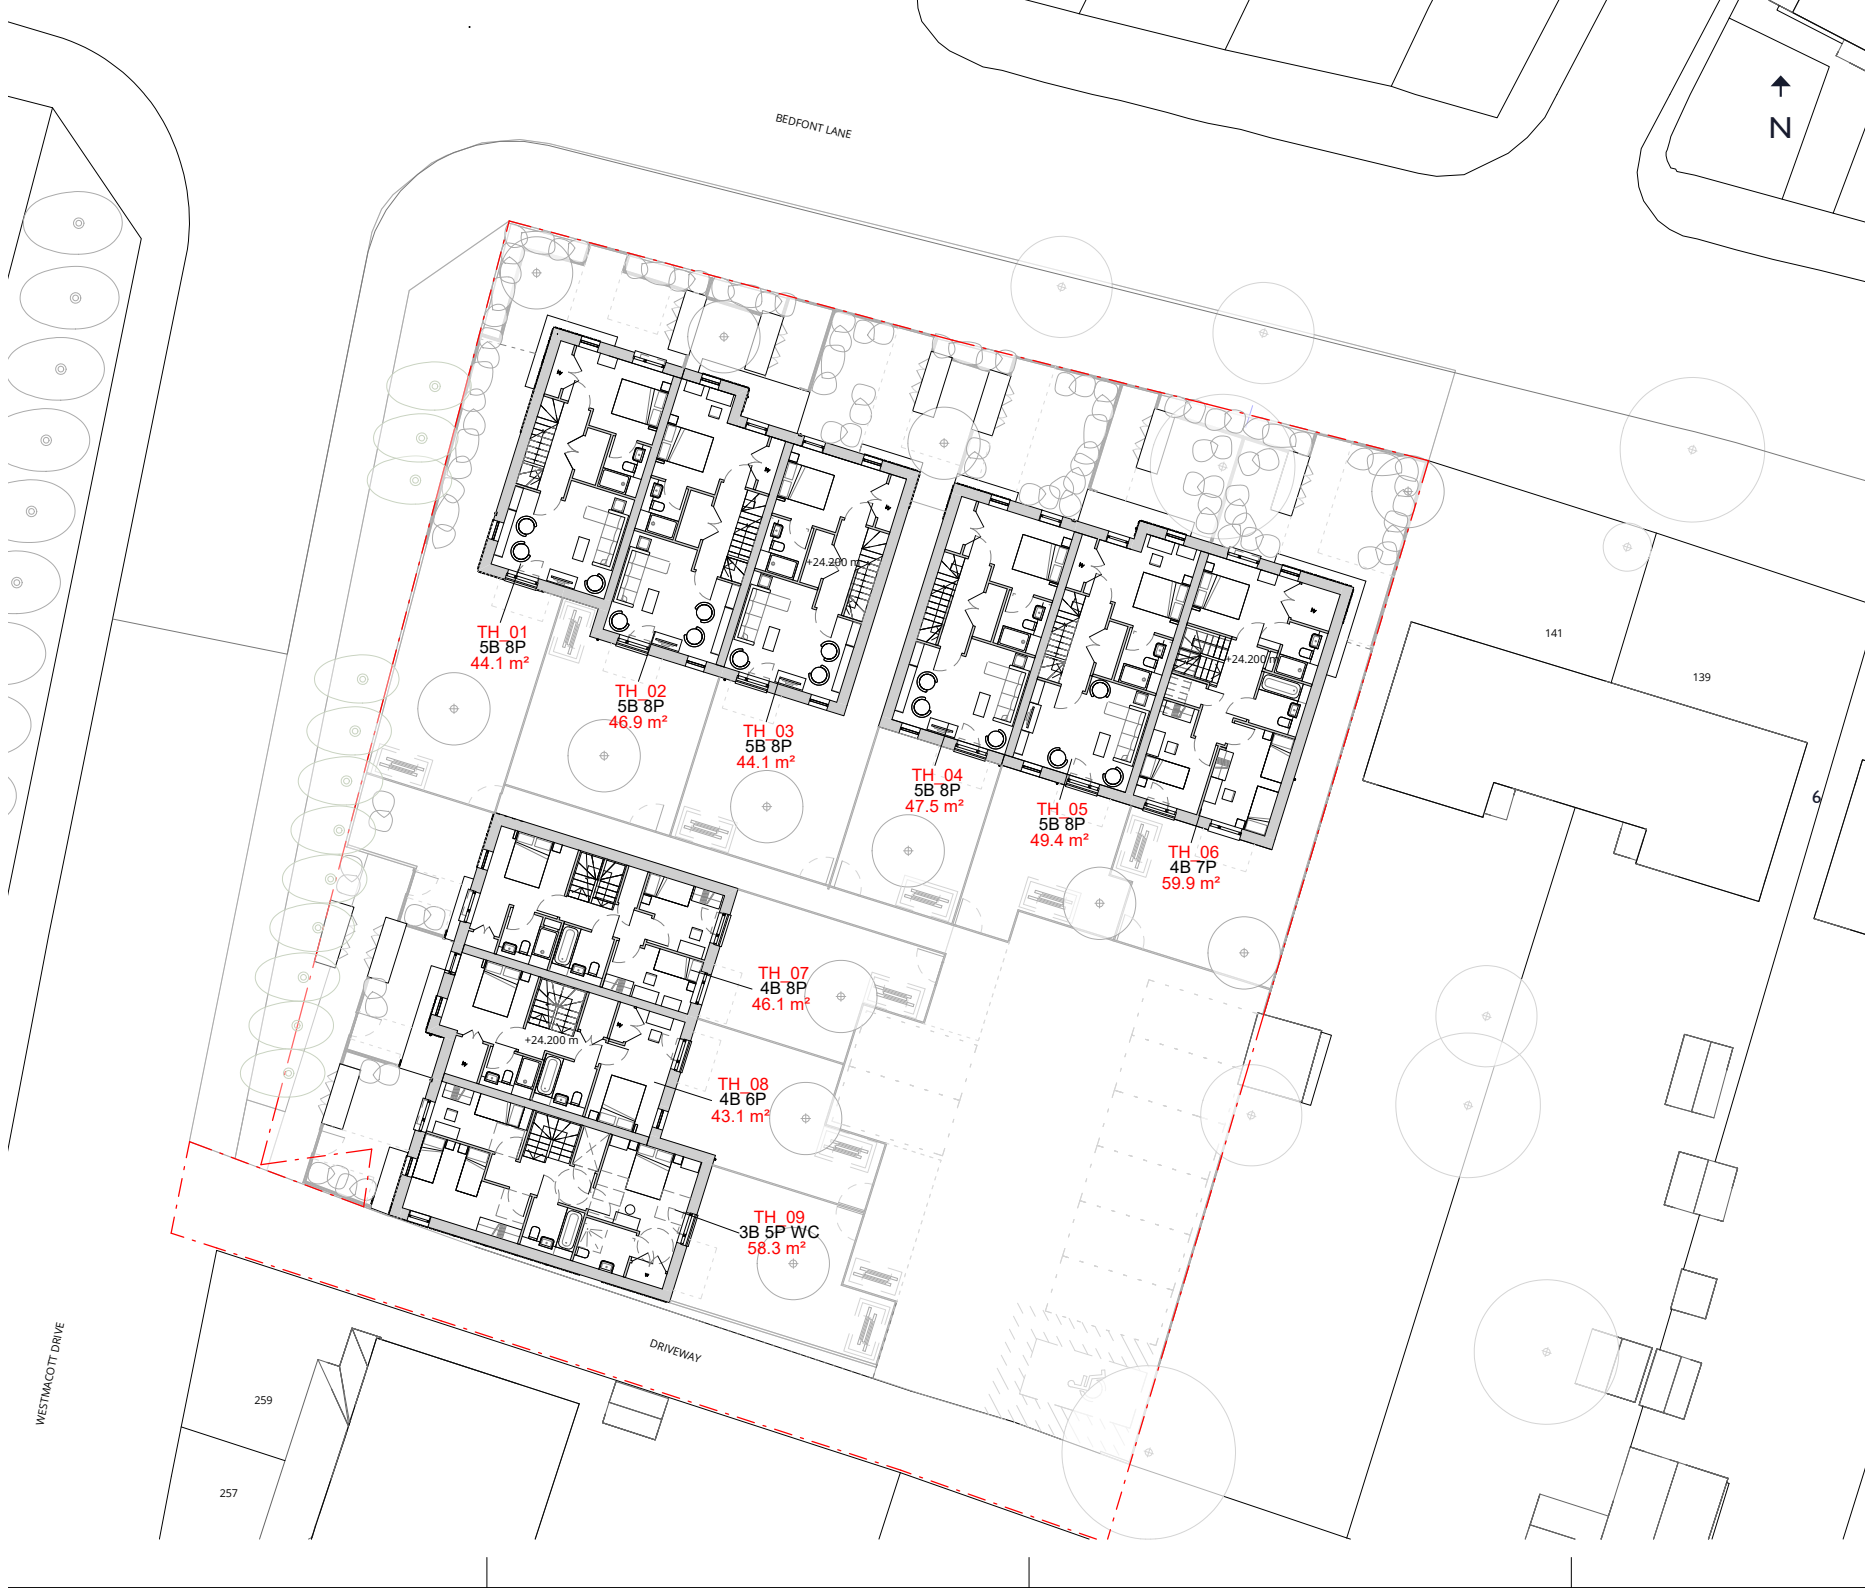 BEDFONT LANE
N
TH_01
5B 8P
44.1 m²
TH_02
5B 8P
46.9 m²
TH_03
5B 8P
44.1 m²
+24.200 m
TH_04
5B 8P
47.5 m²
TH_05
5B 8P
49.4 m²
TH_06
4B 7P
59.9 m²
+24.200 m
141
139
6
TH_07
4B 8P
46.1 m²
+24.200 m
TH_08
4B 6P
43.1 m²
TH_09
3B 5P WC
58.3 m²
DRIVEWAY
WESTMACOTT DRIVE
259
257
W
W
W
W
W
W
W
W
W